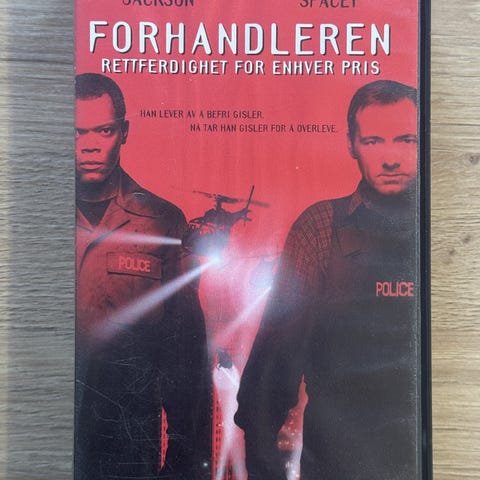 JACKSON SPACEY
FORHANDLEREN
RETTFERDIGHET FOR ENHVER PRIS
HAN LEVER AV Å BEFRI GISLER.
NÅ TAR HAN GISLER FOR Å OVERLEVE.
POLICE
POLICE